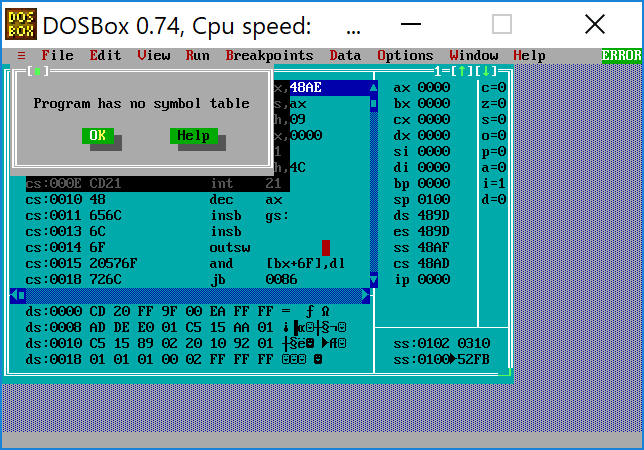 DOS BOX DOSBox 0.74, Cpu speed: ...
≡ File Edit View Run Breakpoints Data Options Window Help ERROR
1=[↑][↓]
Program has no symbol table
OK Help
x,48AE
s,ax
h,09
x,0000
1
h,4C
cs:000E CD21 int 21
cs:0010 48 dec ax
cs:0011 656C insb gs:
cs:0013 6C insb
cs:0014 6F outsw
cs:0015 20576F and [bx+6F],dl
cs:0018 726C jb 0086
ax 0000 c=0
bx 0000 z=0
cx 0000 s=0
dx 0000 o=0
si 0000 p=0
di 0000 a=0
bp 0000 i=1
sp 0100 d=0
ds 489D
es 489D
ss 48AF
cs 48AD
ip 0000
ds:0000 CD 20 FF 9F 00 EA FF FF = ƒ Ω
ds:0008 AD DE E0 01 C5 15 AA 01
ds:0010 C5 15 89 02 20 10 92 01
ds:0018 01 01 01 00 02 FF FF FF
ss:0102 0310
ss:0100►52FB